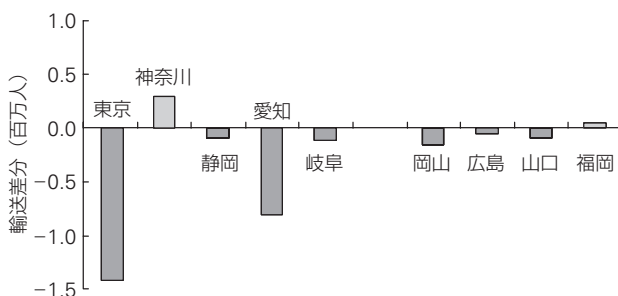 輸送差分（百万人）
1.0
0.5
0.0
−0.5
−1.0
−1.5
東京
神奈川
静岡
愛知
岐阜
岡山
広島
山口
福岡